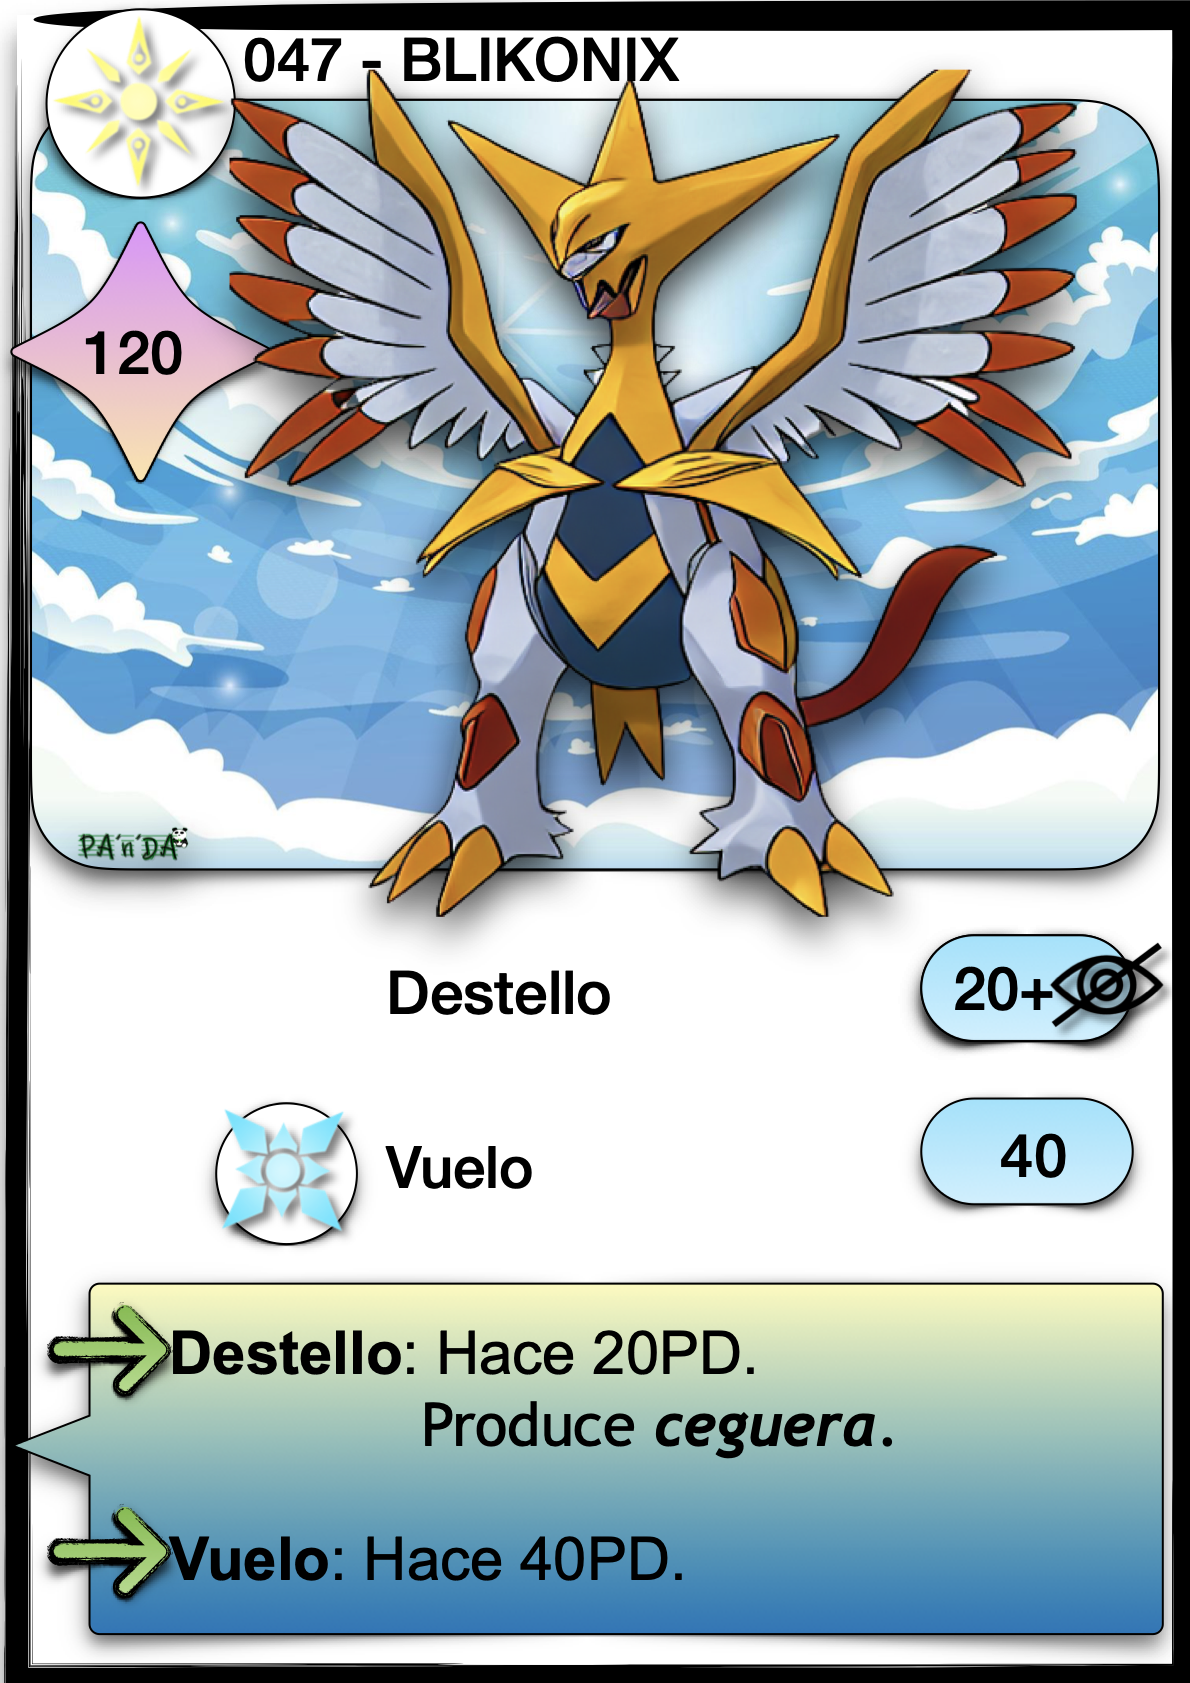 047 - BLIKONIX
120
PA'n'DA
Destello 20+
Vuelo 40
Destello: Hace 20PD.
Produce ceguera.
Vuelo: Hace 40PD.